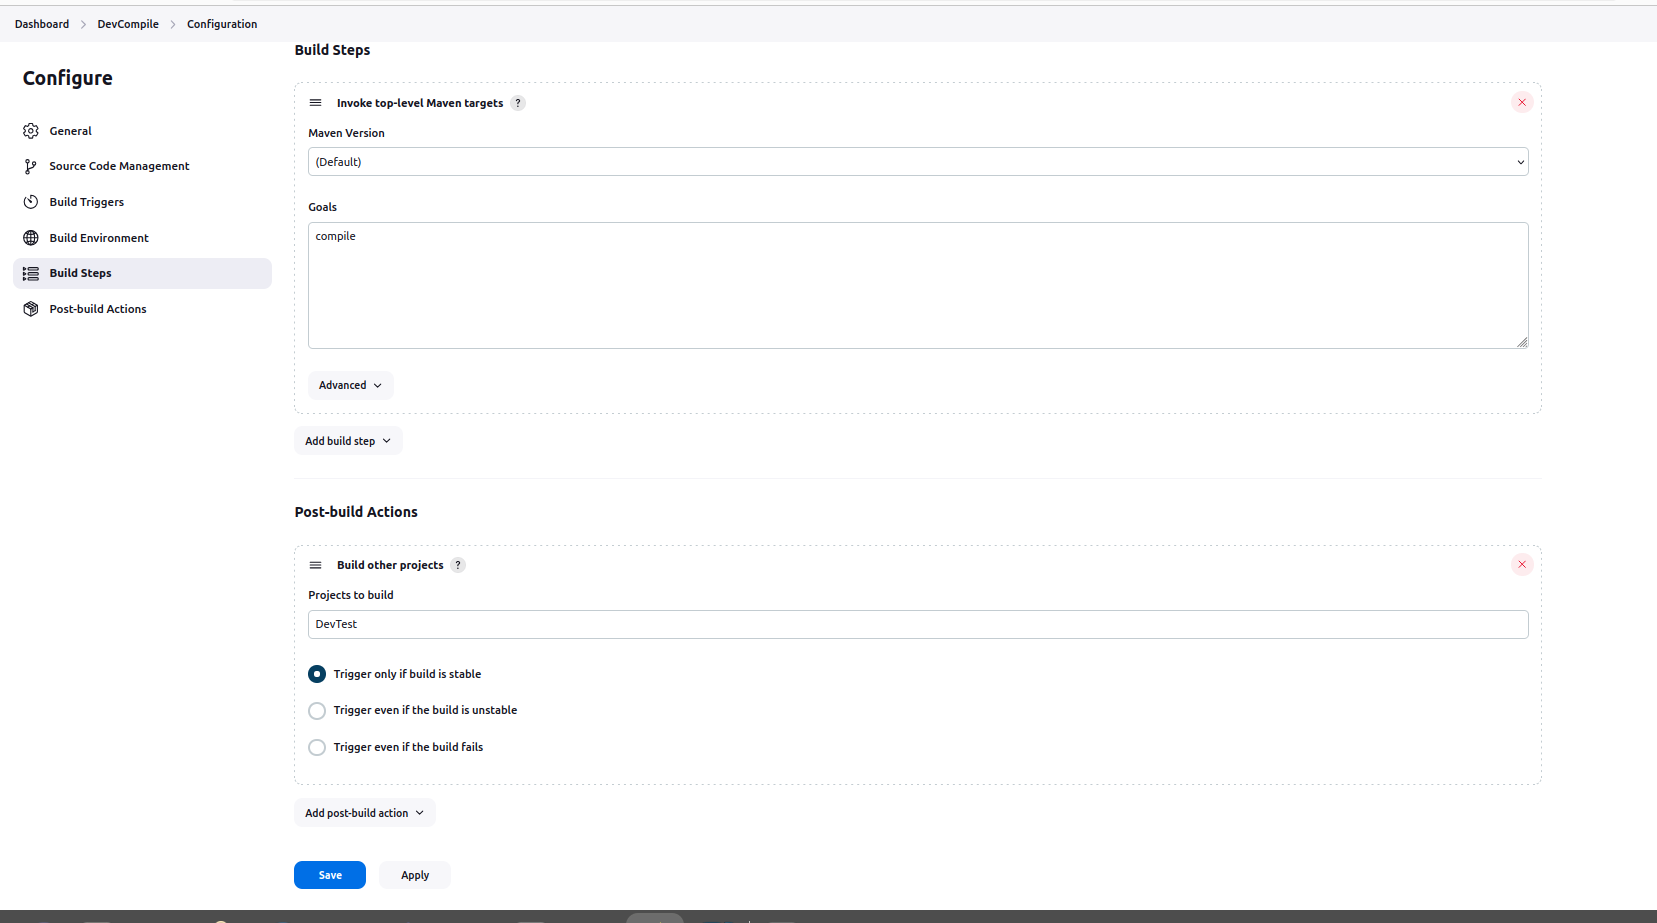 Dashboard > DevCompile > Configuration
Configure
General
Source Code Management
Build Triggers
Build Environment
Build Steps
Post-build Actions
Build Steps
Invoke top-level Maven targets ?
Maven Version
(Default)
Goals
compile
Advanced
Add build step
Post-build Actions
Build other projects ?
Projects to build
DevTest
Trigger only if build is stable
Trigger even if the build is unstable
Trigger even if the build fails
Add post-build action
Save
Apply